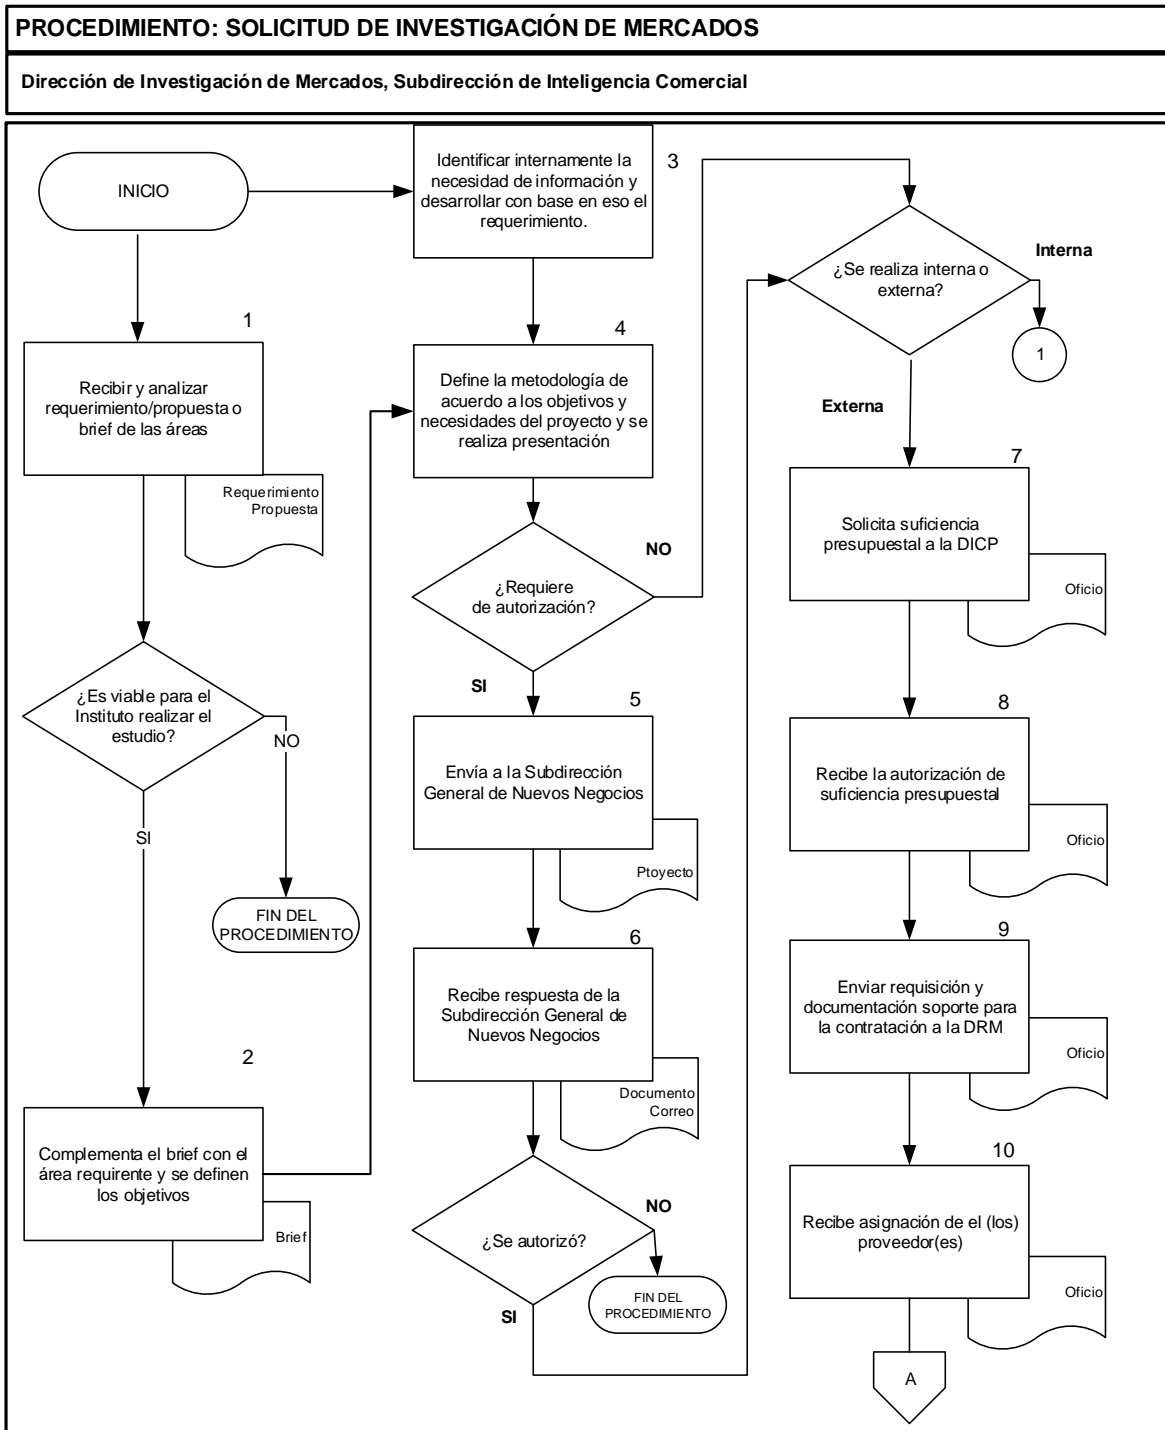 PROCEDIMIENTO: SOLICITUD DE INVESTIGACIÓN DE MERCADOS
Dirección de Investigación de Mercados, Subdirección de Inteligencia Comercial
INICIO
1
Recibir y analizar
requerimiento/propuesta o
brief de las áreas
Requerimiento
Propuesta
¿Es viable para el
Instituto realizar el
estudio?
NO
SI
FIN DEL
PROCEDIMIENTO
2
Complementa el brief con el
área requirente y se definen
los objetivos
Brief
3
Identificar internamente la
necesidad de información y
desarrollar con base en eso el
requerimiento.
4
Define la metodología de
acuerdo a los objetivos y
necesidades del proyecto y se
realiza presentación
¿Requiere
de autorización?
NO
SI
5
Envía a la Subdirección
General de Nuevos Negocios
Ptoyecto
6
Recibe respuesta de la
Subdirección General de
Nuevos Negocios
Documento
Correo
¿Se autorizó?
NO
SI
FIN DEL
PROCEDIMIENTO
¿Se realiza interna o
externa?
Interna
1
Externa
7
Solicita suficiencia
presupuestal a la DICP
Oficio
8
Recibe la autorización de
suficiencia presupuestal
Oficio
9
Enviar requisición y
documentación soporte para
la contratación a la DRM
Oficio
10
Recibe asignación de el (los)
proveedor(es)
Oficio
A